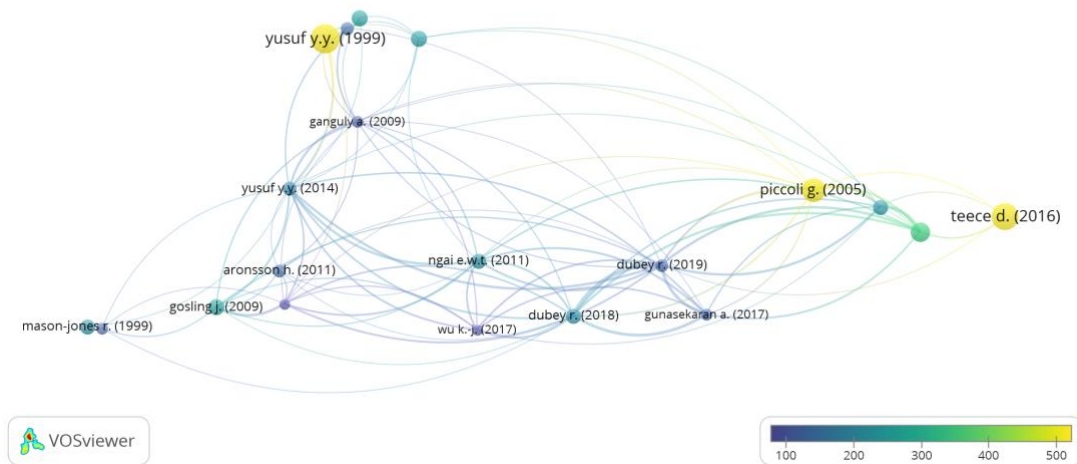 yusuf y.y. (1999)
ganguly a. (2009)
yusuf y.y. (2014)
piccoli g. (2005)
teece d. (2016)
aronsson h. (2011)
ngai e.w.t. (2011)
dubey r. (2019)
gosling j. (2009)
mason-jones r. (1999)
wu k.-j. (2017)
dubey r. (2018)
gunasekaran a. (2017)
VOSviewer
100 200 300 400 500